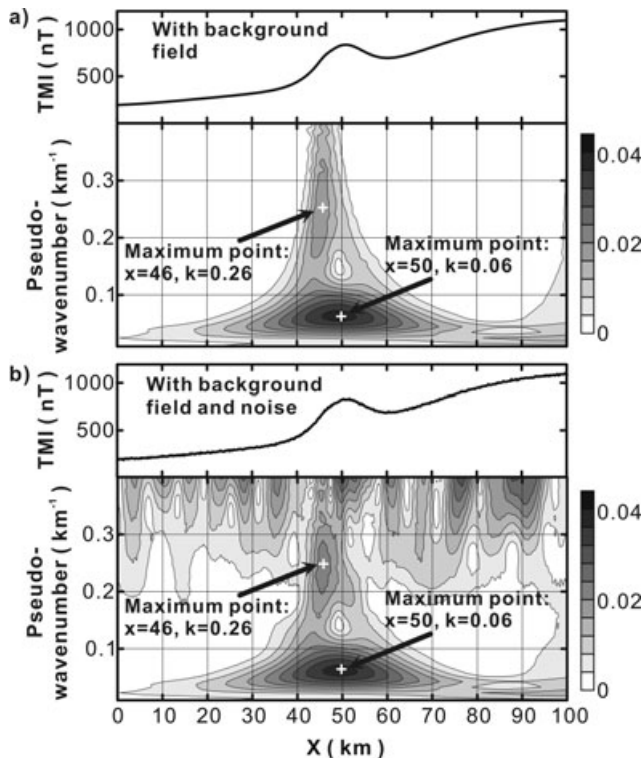 a)
TMI ( nT )
1000
500
With background
field
Pseudo-
wavenumber ( km-1 )
0.3
0.2
0.1
Maximum point:
x=46, k=0.26
Maximum point:
x=50, k=0.06
0.04
0.02
0
b)
TMI ( nT )
1000
500
With background
field and noise
Pseudo-
wavenumber ( km-1 )
0.3
0.2
0.1
Maximum point:
x=46, k=0.26
Maximum point:
x=50, k=0.06
0.04
0.02
0
0 10 20 30 40 50 60 70 80 90 100
X ( km )